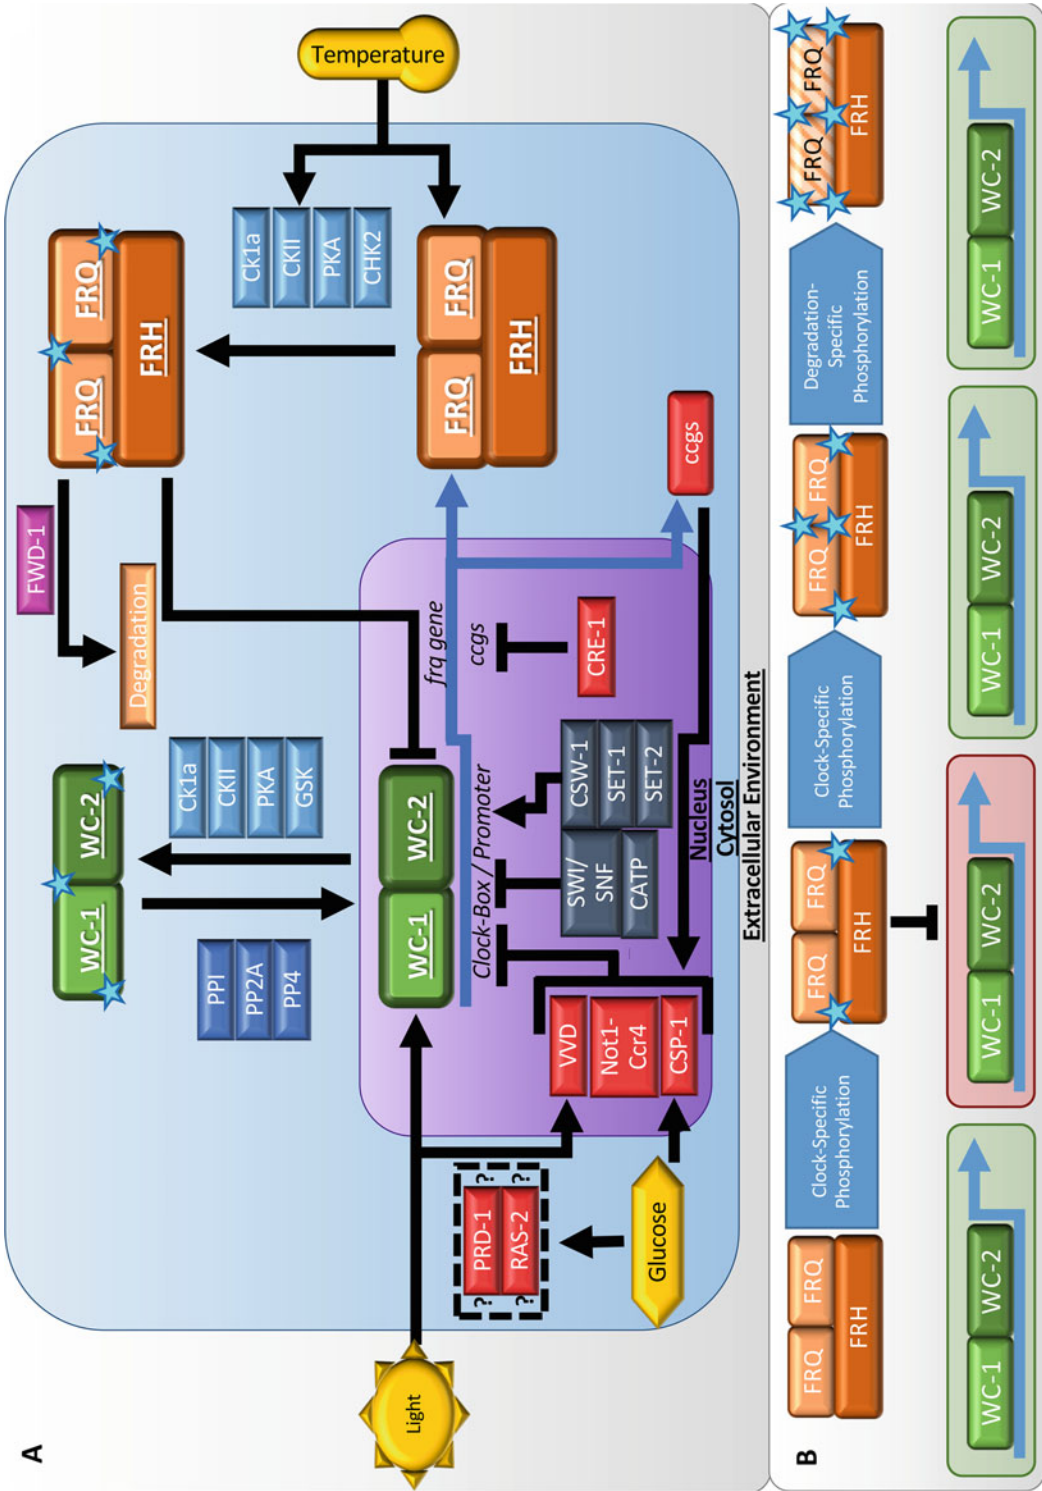 A
Light
Temperature
WC-1
WC-2
PPI
PP2A
PP4
Ck1a
CKII
PKA
GSK
FWD-1
Degradation
FRQ
FRQ
FRH
Ck1a
CKII
PKA
CHK2
FRQ
FRQ
FRH
WC-1
WC-2
frq gene
Clock-Box / Promoter
ccgs
PRD-1
RAS-2
?
?
?
?
Glucose
VVD
Not1-
Ccr4
CSP-1
SWI/
SNF
CATP
CSW-1
SET-1
SET-2
CRE-1
ccgs
Nucleus
Cytosol
Extracellular Environment
B
FRQ
FRQ
FRH
Clock-Specific
Phosphorylation
FRQ
FRQ
FRH
Clock-Specific
Phosphorylation
FRQ
FRQ
FRH
Degradation-
Specific
Phosphorylation
FRQ
FRQ
FRH
WC-1
WC-2
WC-1
WC-2
WC-1
WC-2
WC-1
WC-2